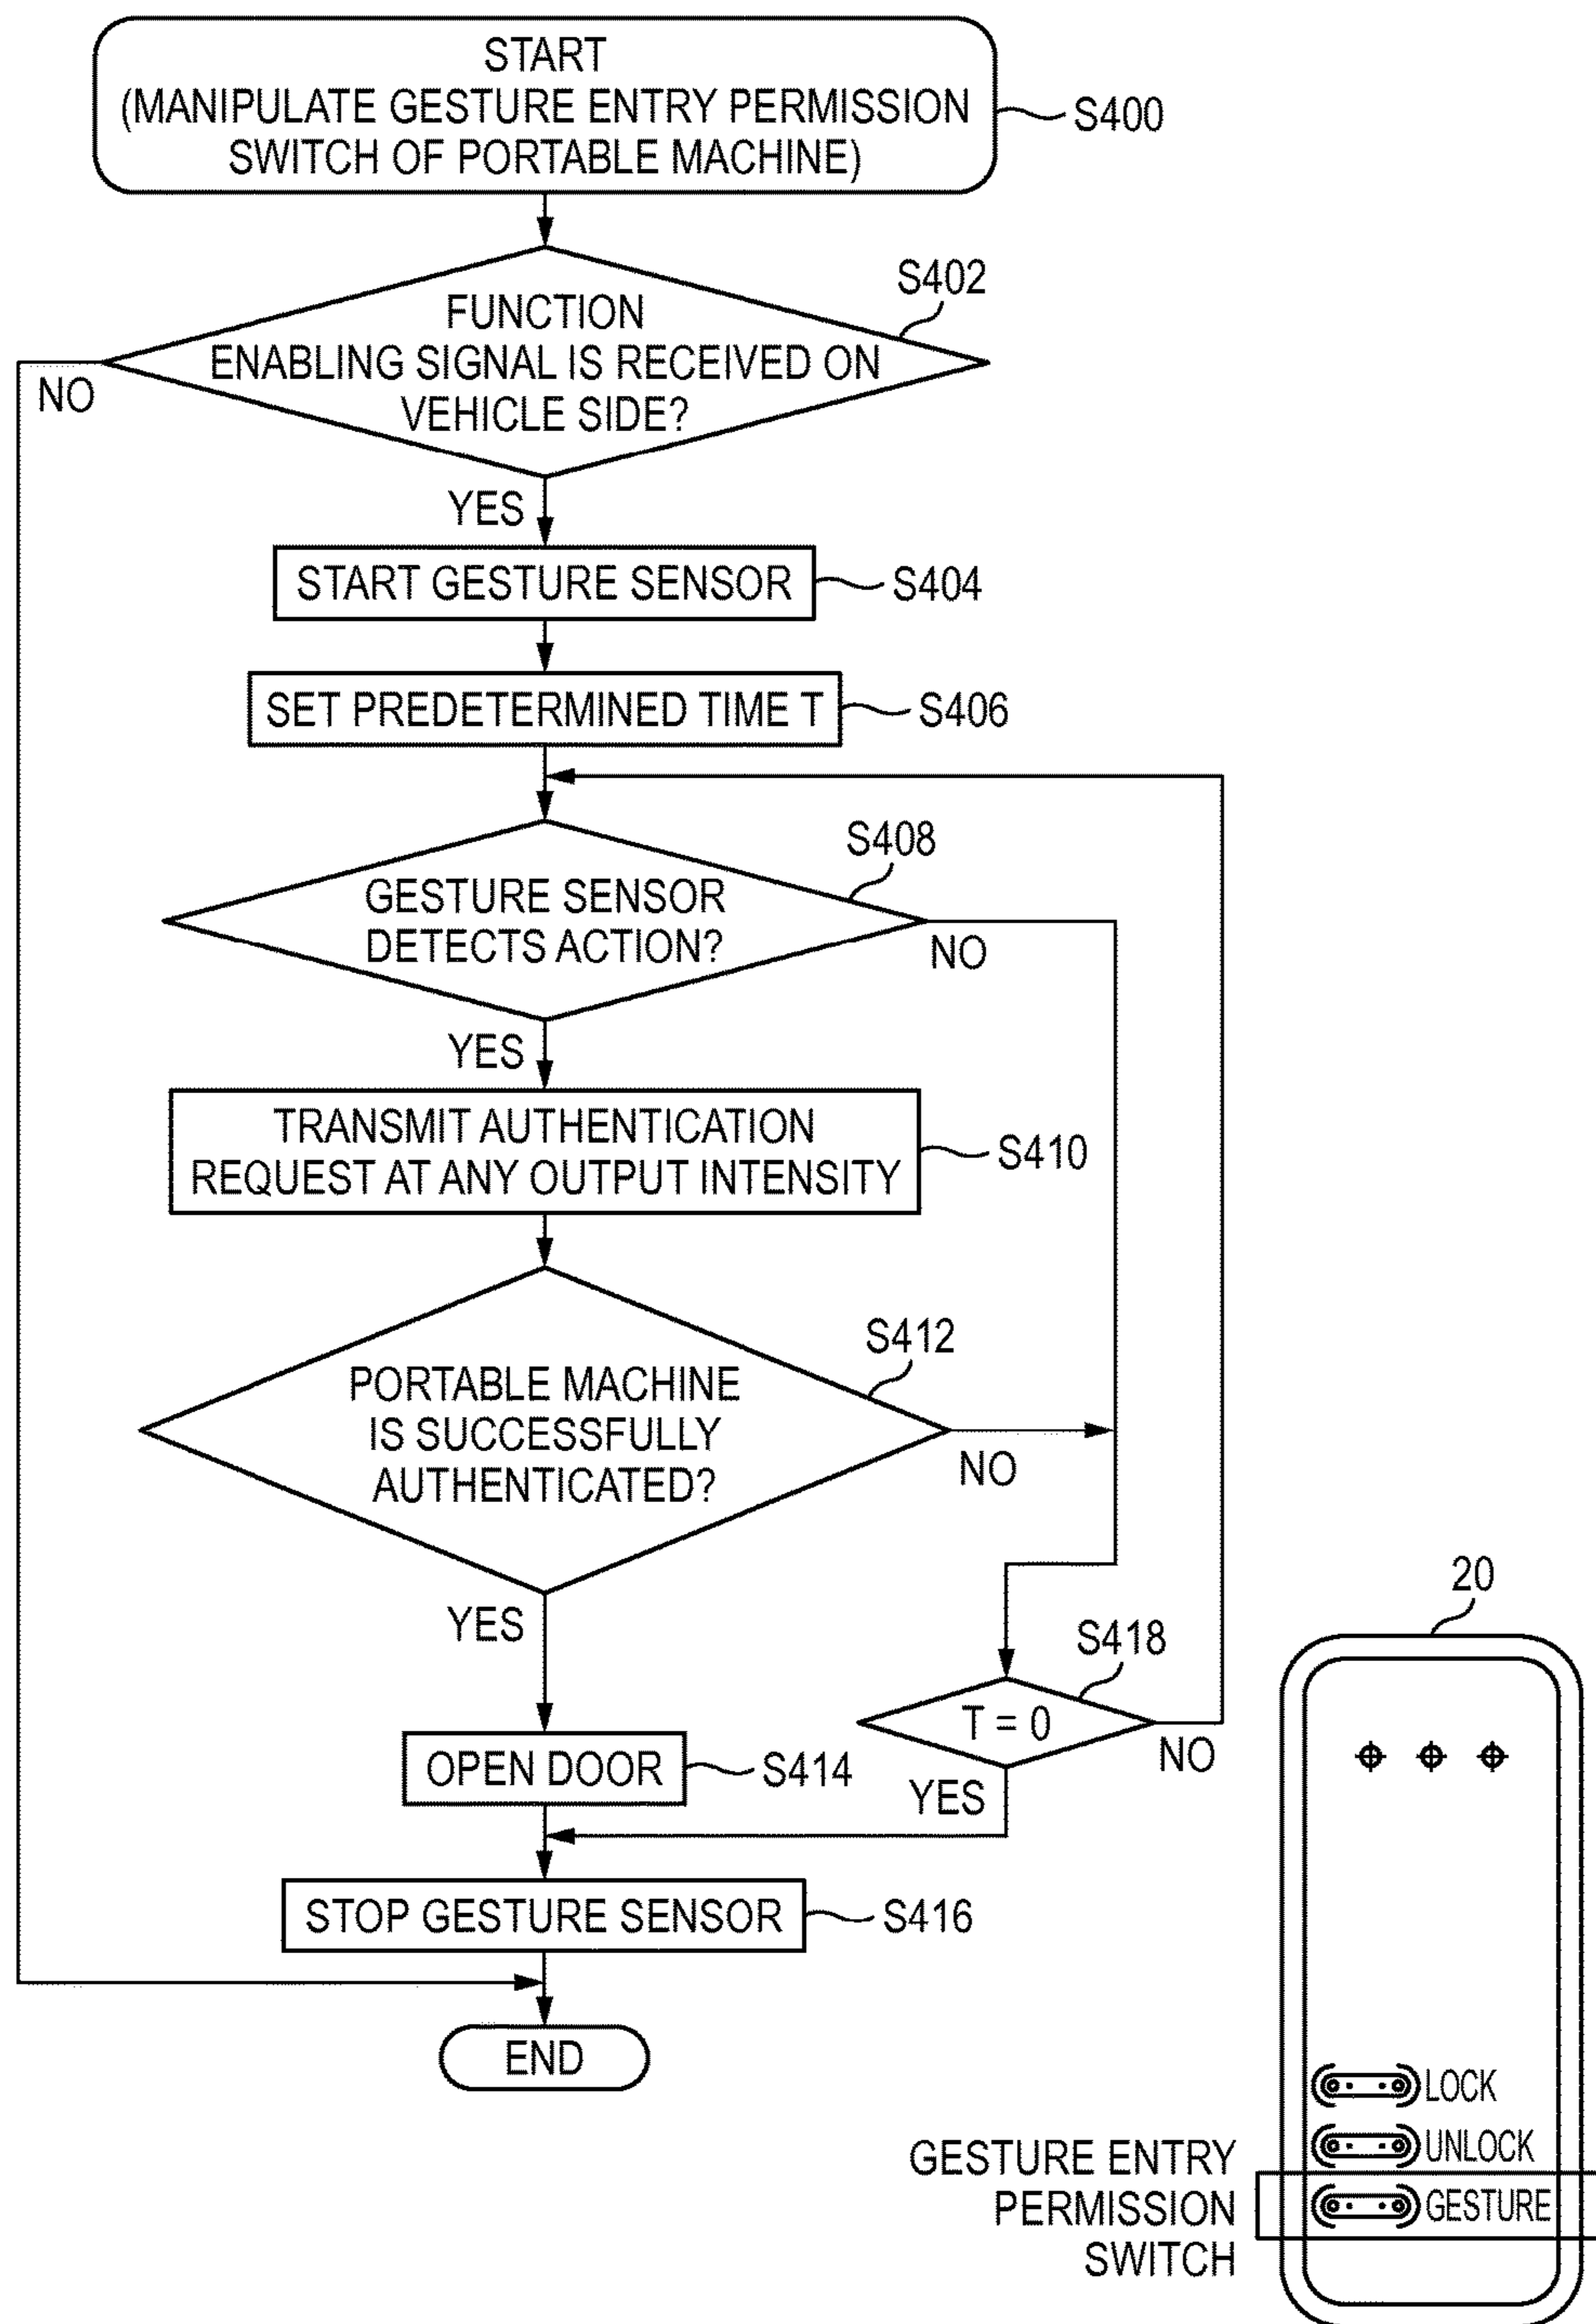 START
(MANIPULATE GESTURE ENTRY PERMISSION
SWITCH OF PORTABLE MACHINE)
S400
S402
FUNCTION
ENABLING SIGNAL IS RECEIVED ON
VEHICLE SIDE?
NO
YES
START GESTURE SENSOR
S404
SET PREDETERMINED TIME T
S406
S408
GESTURE SENSOR
DETECTS ACTION?
NO
YES
TRANSMIT AUTHENTICATION
REQUEST AT ANY OUTPUT INTENSITY
S410
S412
PORTABLE MACHINE
IS SUCCESSFULLY
AUTHENTICATED?
NO
YES
S418
T = 0
NO
YES
OPEN DOOR
S414
STOP GESTURE SENSOR
S416
END
20
LOCK
UNLOCK
GESTURE
GESTURE ENTRY
PERMISSION
SWITCH